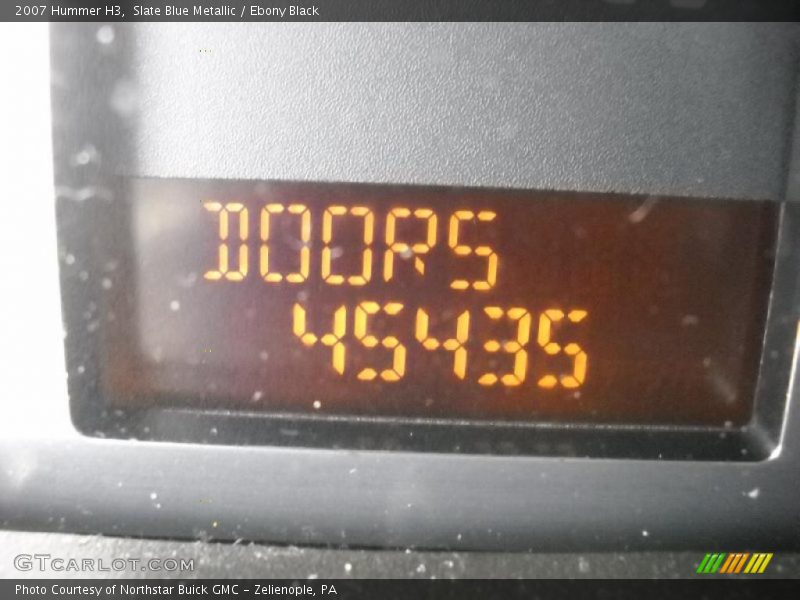 2007 Hummer H3, Slate Blue Metallic / Ebony Black
DOORS
45435
GTCARLOT.COM
Photo Courtesy of Northstar Buick GMC - Zelienople, PA